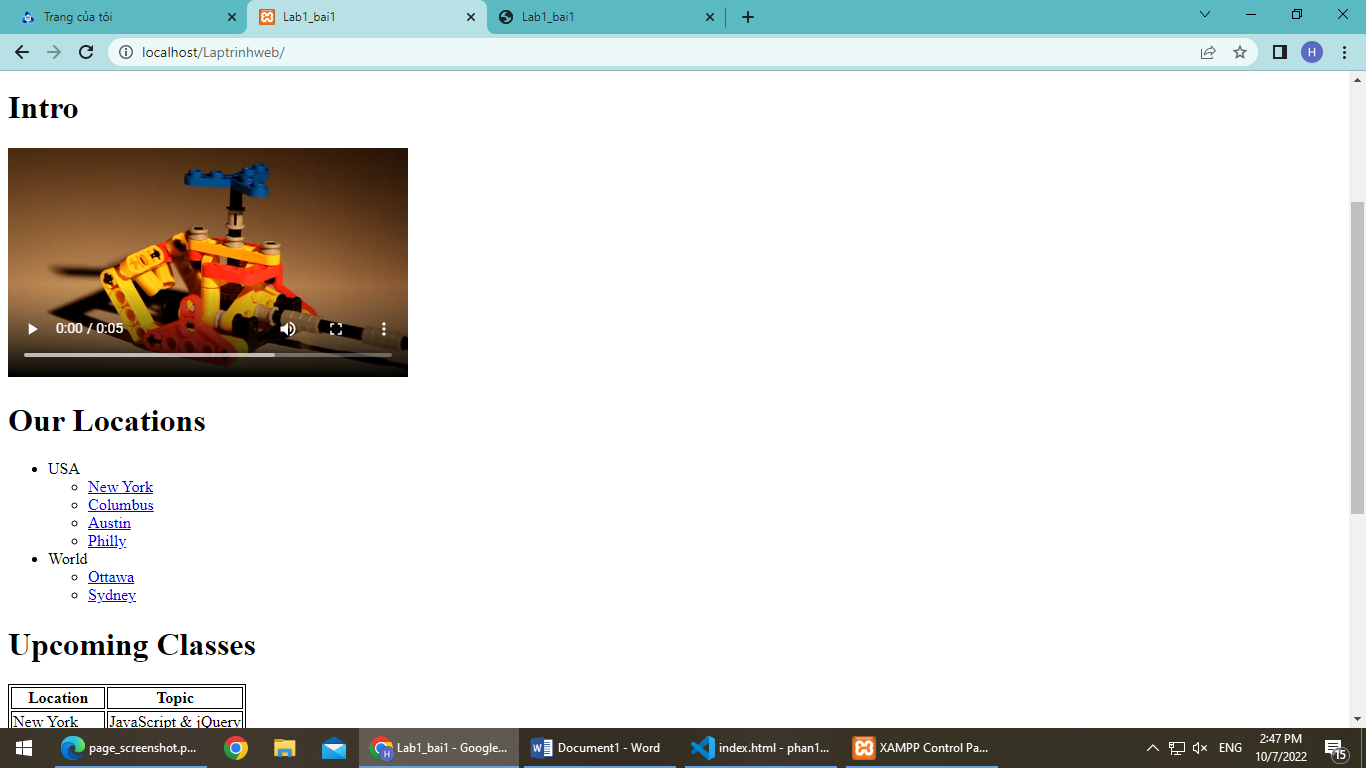 Trang của tôi
Lab1_bai1
Lab1_bai1
localhost/Laptrinhweb/
H
Intro
0:00 / 0:05
Our Locations
USA
New York
Columbus
Austin
Philly
World
Ottawa
Sydney
Upcoming Classes
Location Topic
New York JavaScript & jQuery
page_screenshot.p...
H
Lab1_bai1 - Google...
Document1 - Word
index.html - phan1...
XAMPP Control Pa...
ENG
2:47 PM
10/7/2022
15